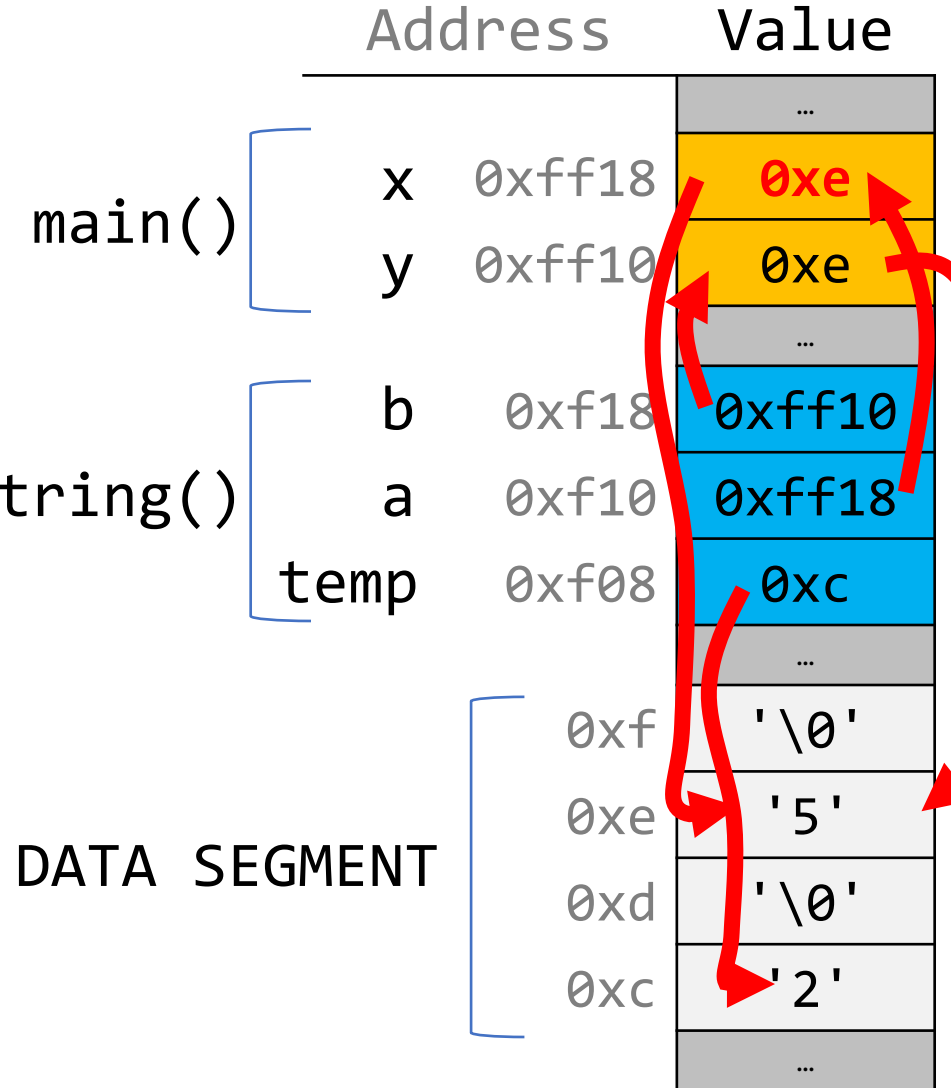 Address Value
…
x 0xff18 0xe
main()
y 0xff10 0xe
…
b 0xf18 0xff10
tring() a 0xf10 0xff18
temp 0xf08 0xc
…
0xf '\0'
0xe '5'
DATA SEGMENT
0xd '\0'
0xc '2'
…